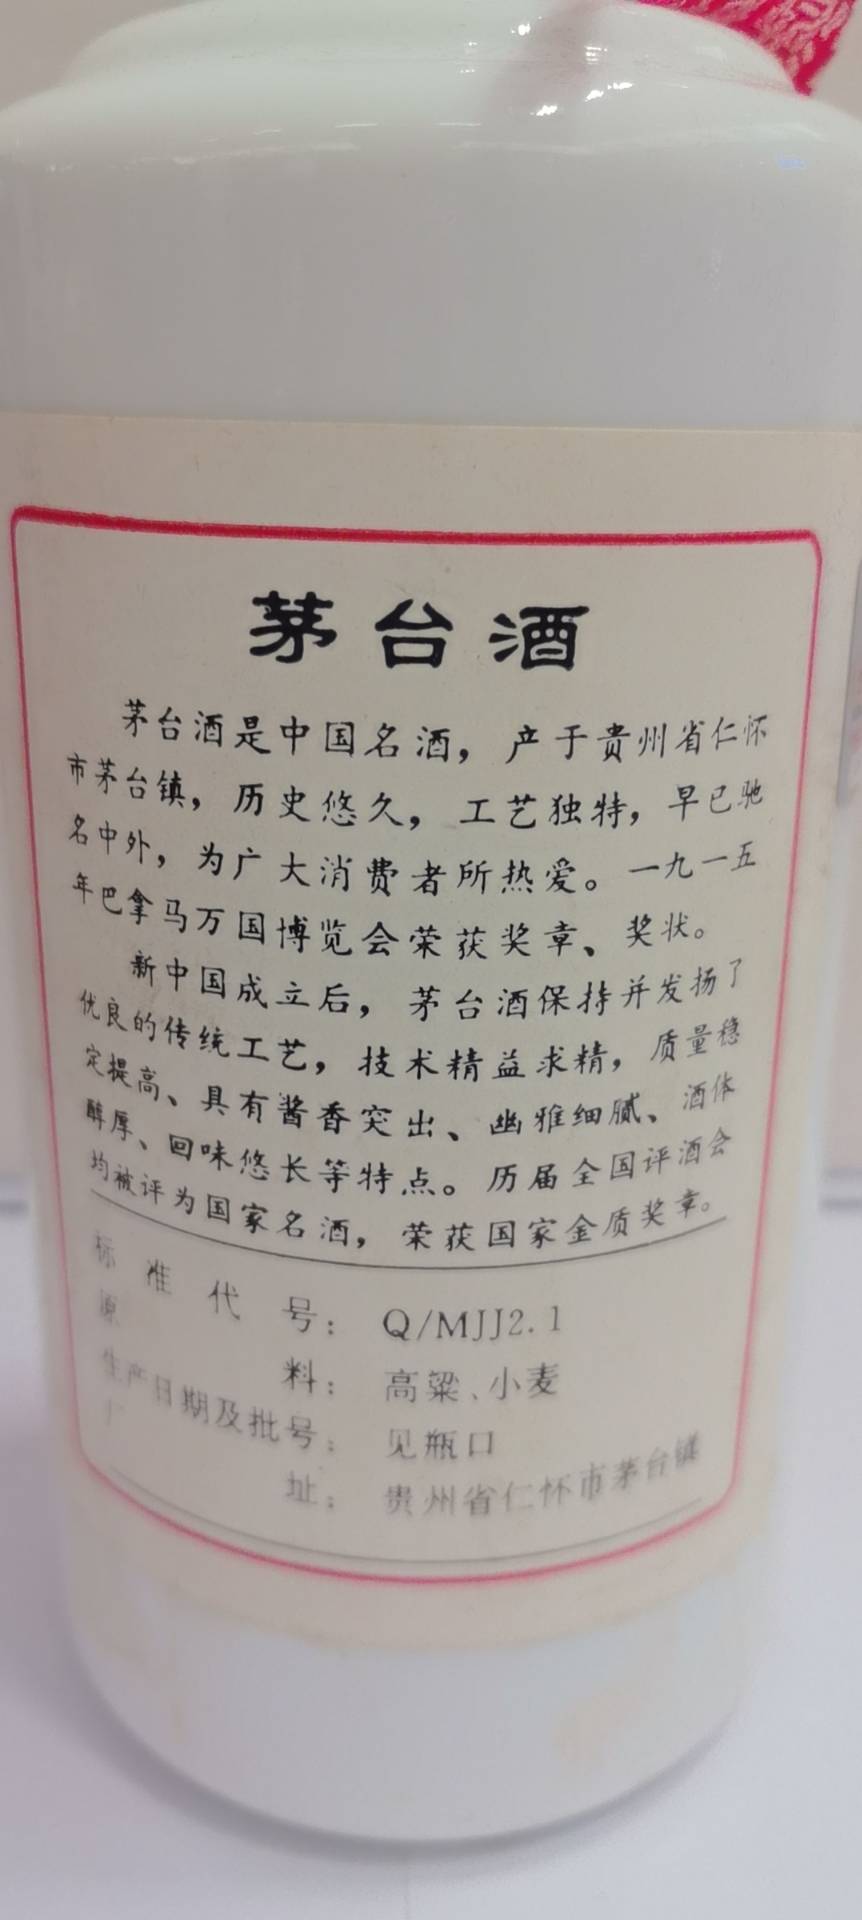 茅台酒
茅台酒是中国名酒，产于贵州省仁怀
市茅台镇，历史悠久，工艺独特，早已驰
名中外，为广大消费者所热爱。一九一五
年巴拿马万国博览会荣获奖章、奖状。
新中国成立后，茅台酒保持并发扬了
优良的传统工艺，技术精益求精，质量稳
定提高、具有酱香突出、幽雅细腻、酒体
醇厚、回味悠长等特点。历届全国评酒会
均被评为国家名酒，荣获国家金质奖章。
标准代号：Q/MJJ2.1
原料：高粱、小麦
生产日期及批号：见瓶口
厂址：贵州省仁怀市茅台镇